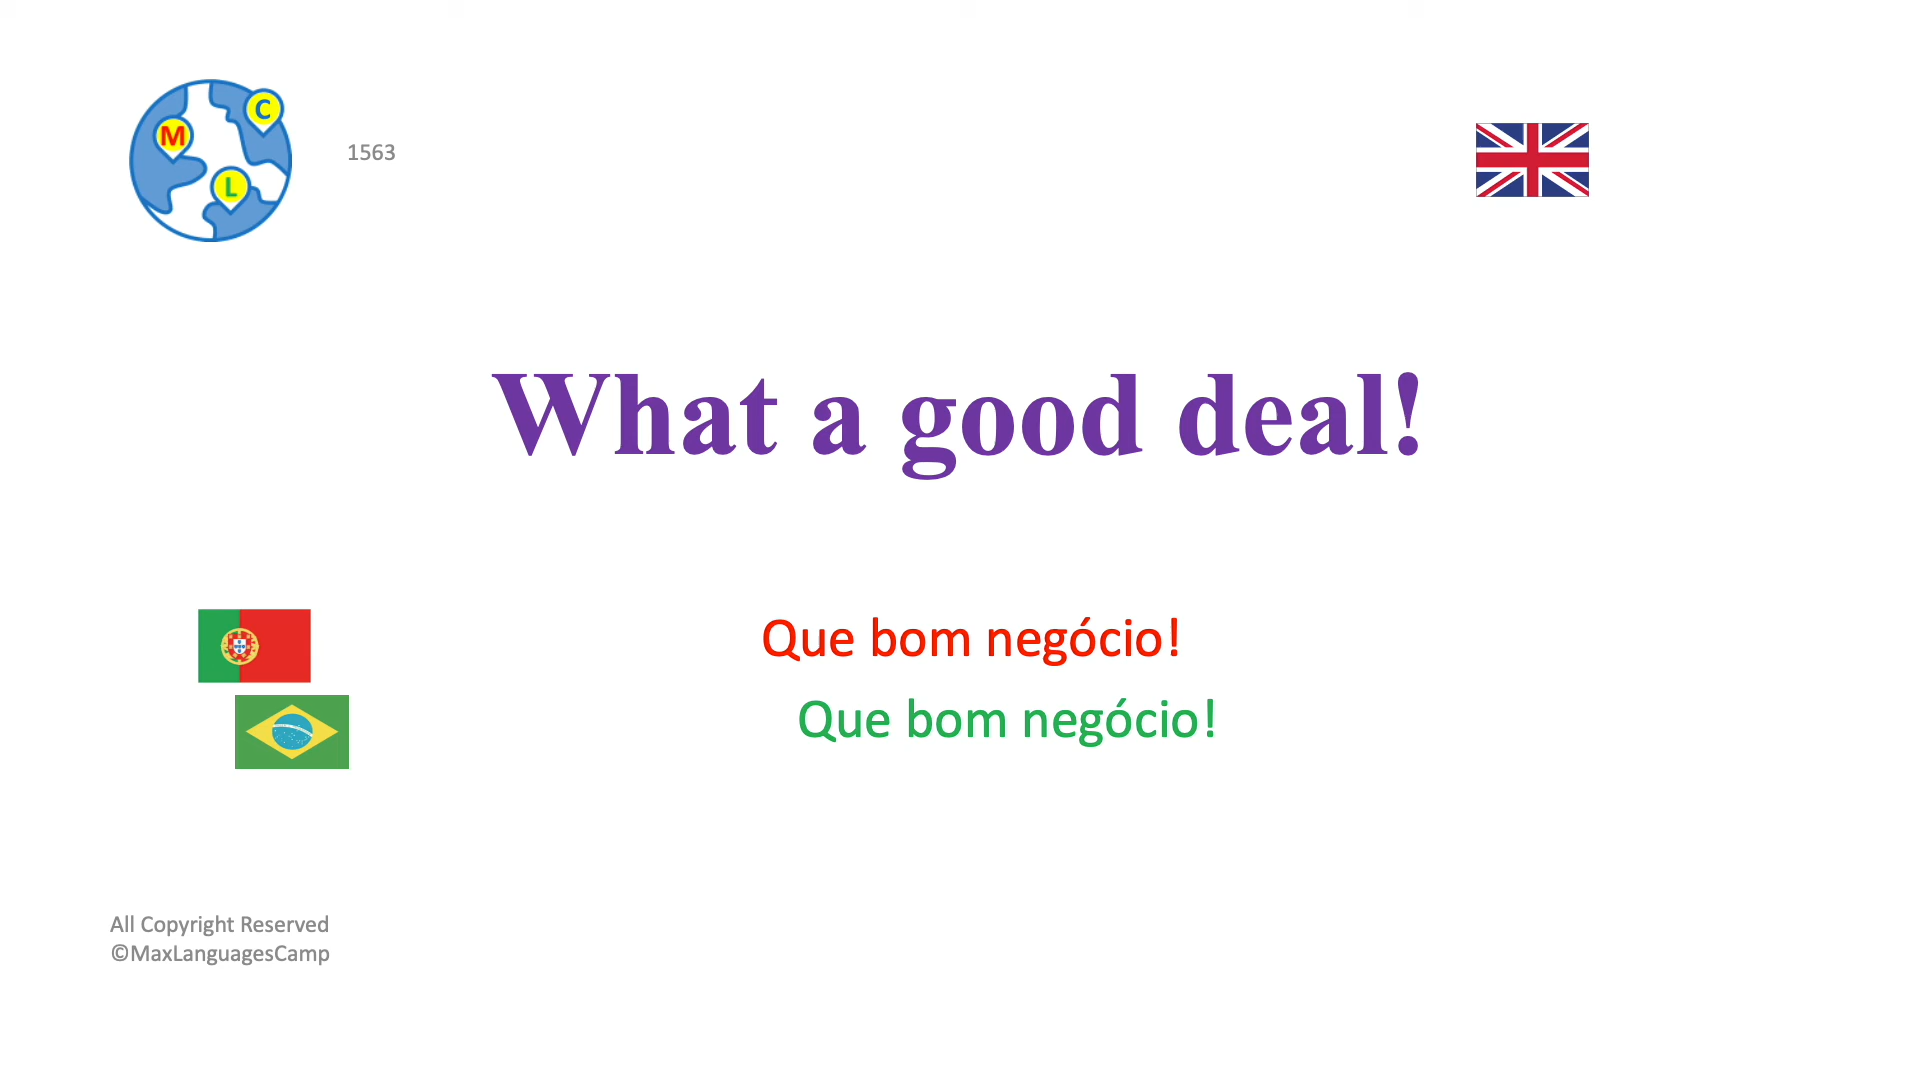 M
C
L
1563
What a good deal!
Que bom negócio!
Que bom negócio!
All Copyright Reserved
©MaxLanguagesCamp